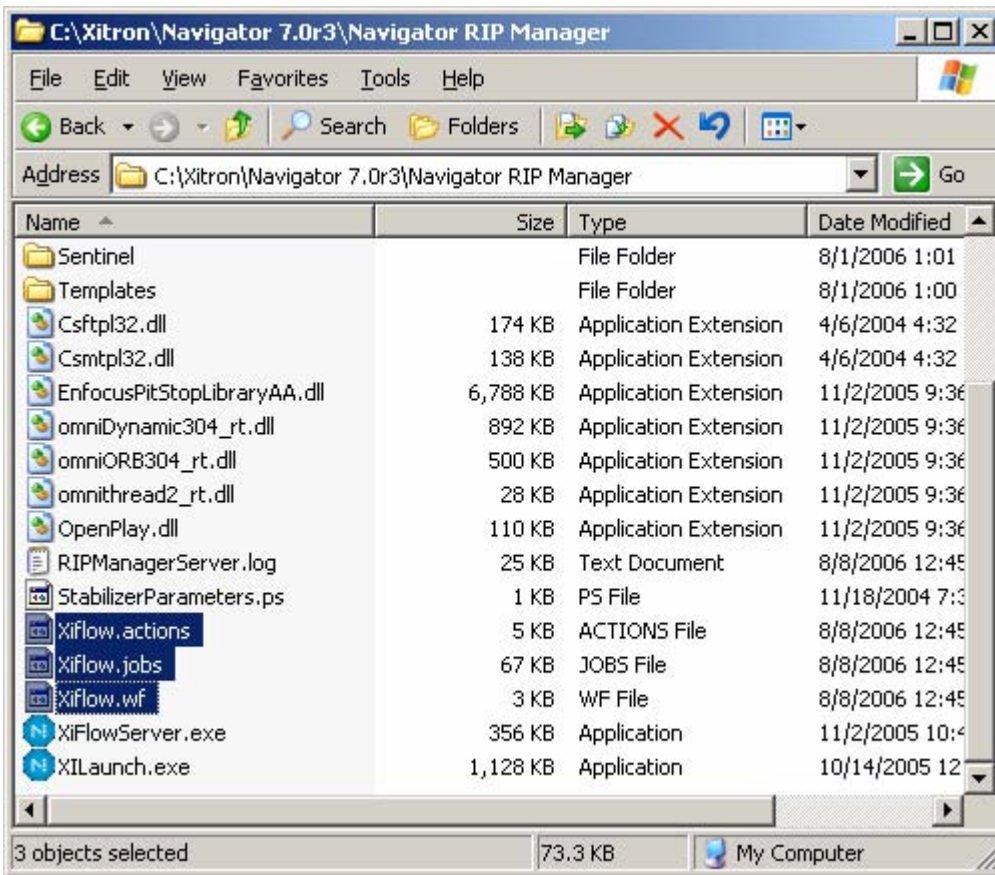 C:\Xitron\Navigator 7.0r3\Navigator RIP Manager
File Edit View Favorites Tools Help
Back Search Folders
Address C:\Xitron\Navigator 7.0r3\Navigator RIP Manager Go
Name Size Type Date Modified
Sentinel File Folder 8/1/2006 1:01
Templates File Folder 8/1/2006 1:00
Csftpl32.dll 174 KB Application Extension 4/6/2004 4:32
Csmtpl32.dll 138 KB Application Extension 4/6/2004 4:32
EnfocusPitStopLibraryAA.dll 6,788 KB Application Extension 11/2/2005 9:36
omniDynamic304_rt.dll 892 KB Application Extension 11/2/2005 9:36
omniORB304_rt.dll 500 KB Application Extension 11/2/2005 9:36
omnithread2_rt.dll 28 KB Application Extension 11/2/2005 9:36
OpenPlay.dll 110 KB Application Extension 11/2/2005 9:36
RIPManagerServer.log 25 KB Text Document 8/8/2006 12:45
StabilizerParameters.ps 1 KB PS File 11/18/2004 7:3
Xiflow.actions 5 KB ACTIONS File 8/8/2006 12:45
Xiflow.jobs 67 KB JOBS File 8/8/2006 12:45
Xiflow.wf 3 KB WF File 8/8/2006 12:45
XiFlowServer.exe 356 KB Application 11/2/2005 10:4
XILaunch.exe 1,128 KB Application 10/14/2005 12
3 objects selected 73.3 KB My Computer